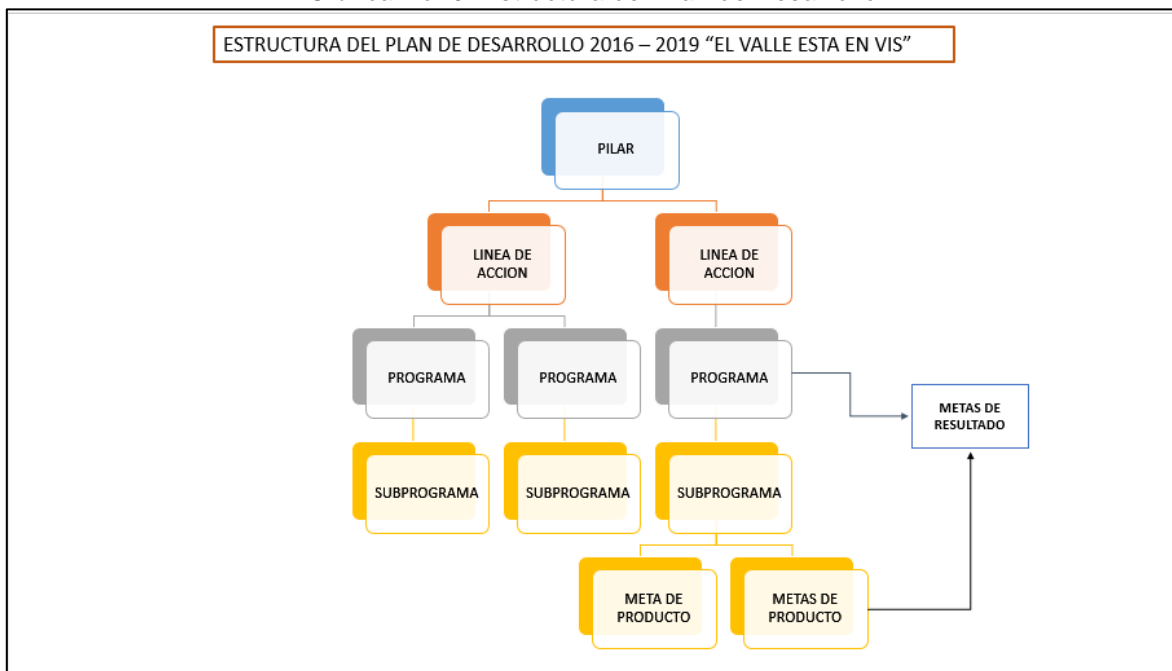 ESTRUCTURA DEL PLAN DE DESARROLLO 2016 – 2019 “EL VALLE ESTA EN VIS”
PILAR
LINEA DE
ACCION
LINEA DE
ACCION
PROGRAMA
PROGRAMA
PROGRAMA
METAS DE
RESULTADO
SUBPROGRAMA
SUBPROGRAMA
SUBPROGRAMA
META DE
PRODUCTO
METAS DE
PRODUCTO